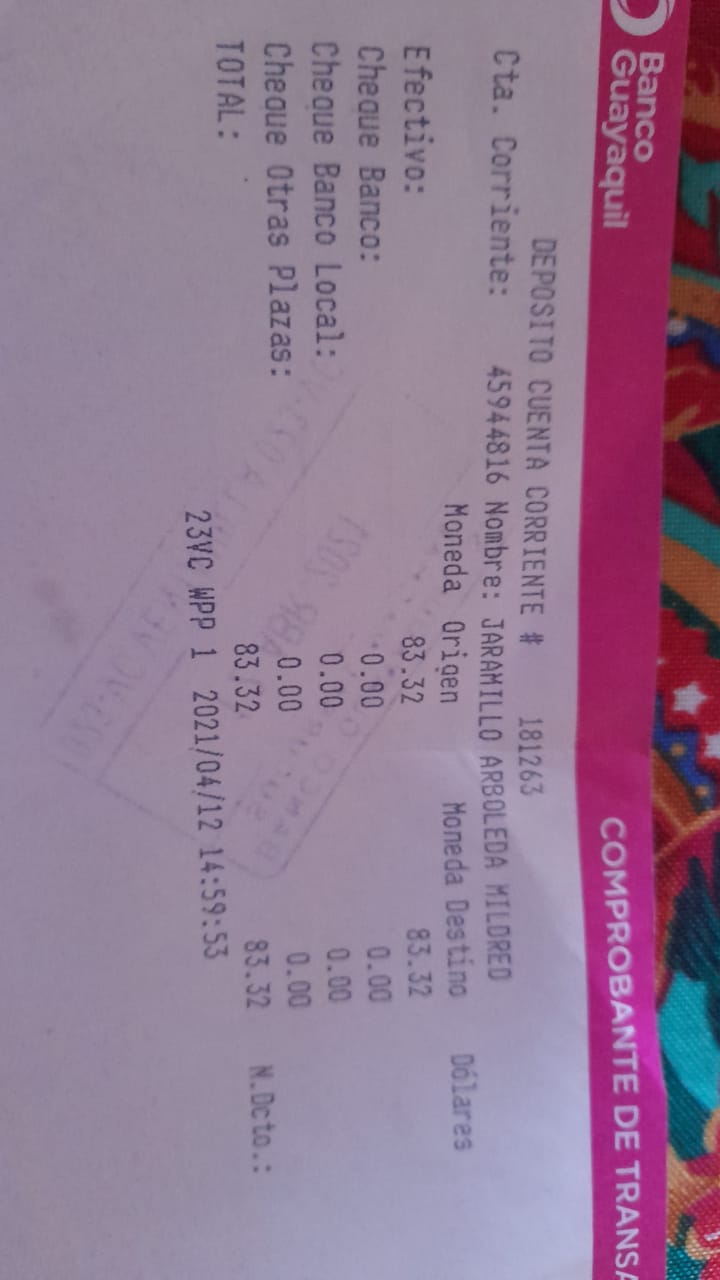 Banco
Guayaquil
COMPROBANTE DE TRANSA
DEPOSITO CUENTA CORRIENTE # 181263
Cta. Corriente: 45944816 Nombre: JARAMILLO ARBOLEDA MILDRED
Moneda Origen Moneda Destino Dólares
Efectivo: 83.32 83.32
Cheque Banco: 0.00 0.00
Cheque Banco Local: 0.00 0.00
Cheque Otras Plazas: 0.00 0.00
TOTAL: 83.32 83.32 N.Dcto.:
23VC WPP 1 2021/04/12 14:59:53